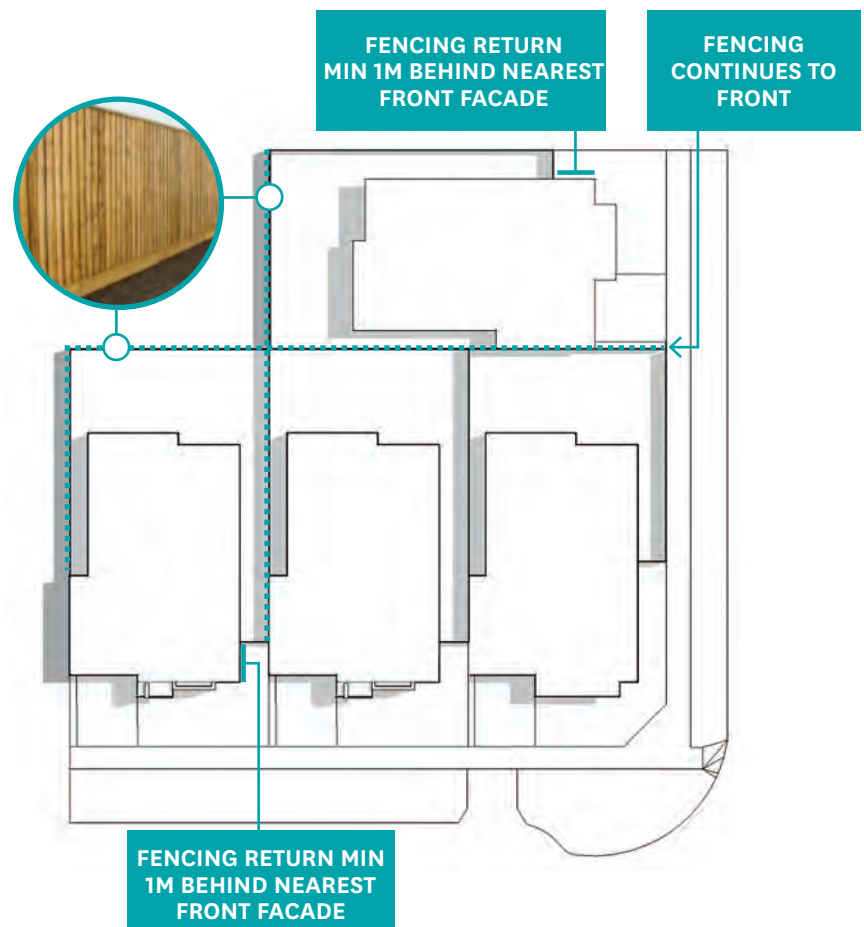 FENCING RETURN
MIN 1M BEHIND NEAREST
FRONT FACADE
FENCING
CONTINUES TO
FRONT
FENCING RETURN MIN
1M BEHIND NEAREST
FRONT FACADE